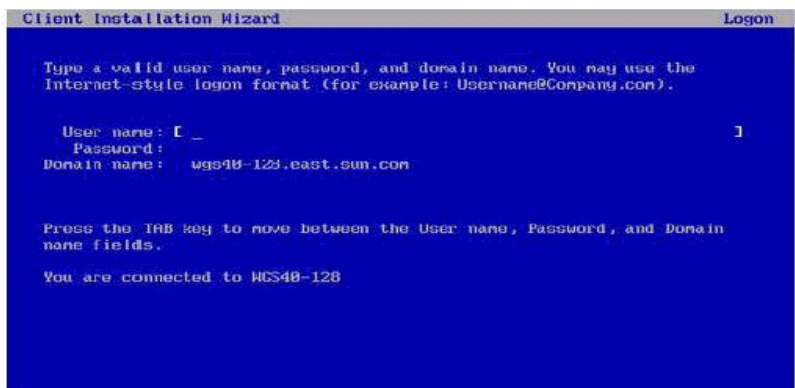 Client Installation Wizard Logon
Type a valid user name, password, and domain name. You may use the
Internet-style logon format (for example: Username@Company.com).
User name: [ _ ]
Password:
Domain name: wgs40-128.east.sun.com
Press the TAB key to move between the User name, Password, and Domain
name fields.
You are connected to WGS40-128